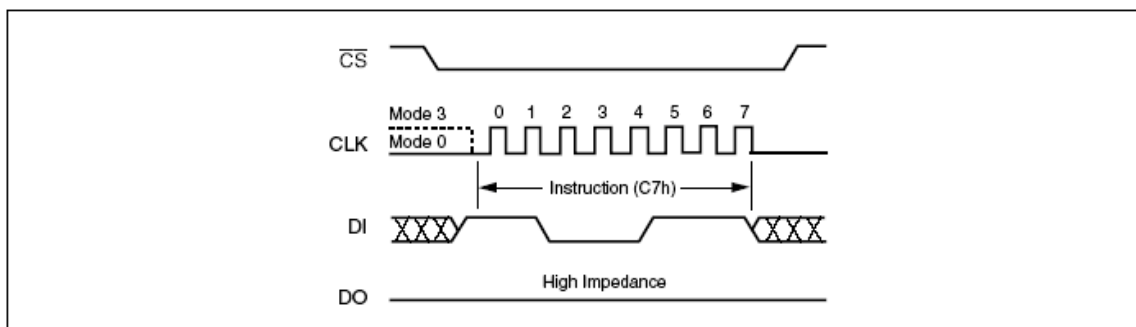 CS
Mode 3
0 1 2 3 4 5 6 7
CLK
Mode 0
Instruction (C7h)
DI
High Impedance
DO